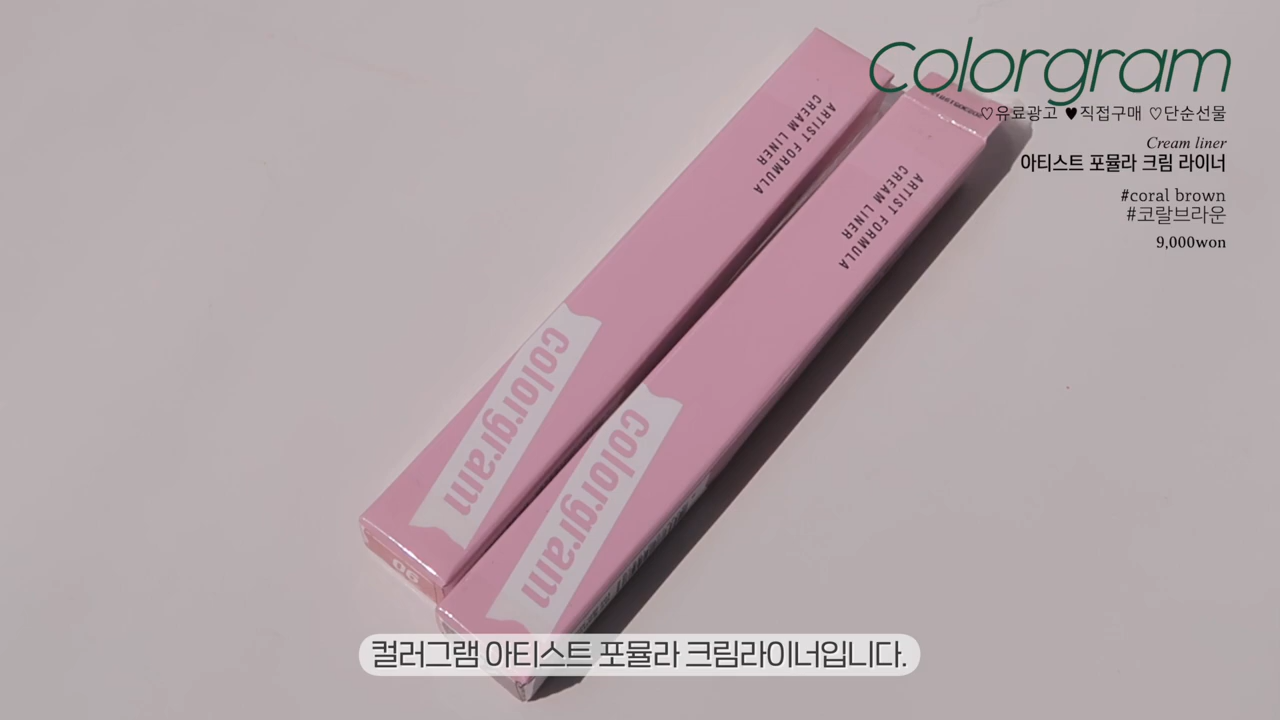 Colorgram
♡유료광고 ♥직접구매 ♡단순선물
Cream liner
아티스트 포뮬라 크림 라이너
#coral brown
#코랄브라운
9,000won
ARTIST FORMULA
CREAM LINER
colorgram
06
ARTIST FORMULA
CREAM LINER
colorgram
컬러그램 아티스트 포뮬라 크림라이너입니다.